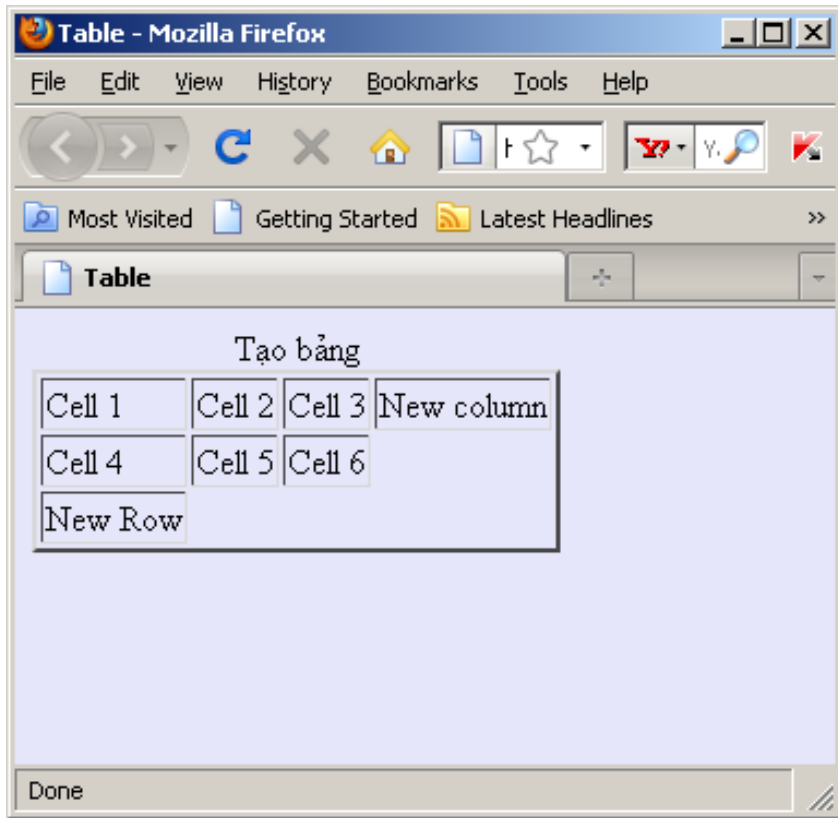 Table - Mozilla Firefox
File Edit View History Bookmarks Tools Help
Most Visited Getting Started Latest Headlines »
Table
Tạo bảng
Cell 1 Cell 2 Cell 3 New column
Cell 4 Cell 5 Cell 6
New Row
Done